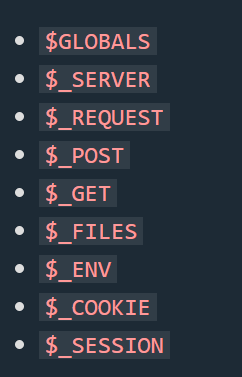 $GLOBALS
$_SERVER
$_REQUEST
$_POST
$_GET
$_FILES
$_ENV
$_COOKIE
$_SESSION